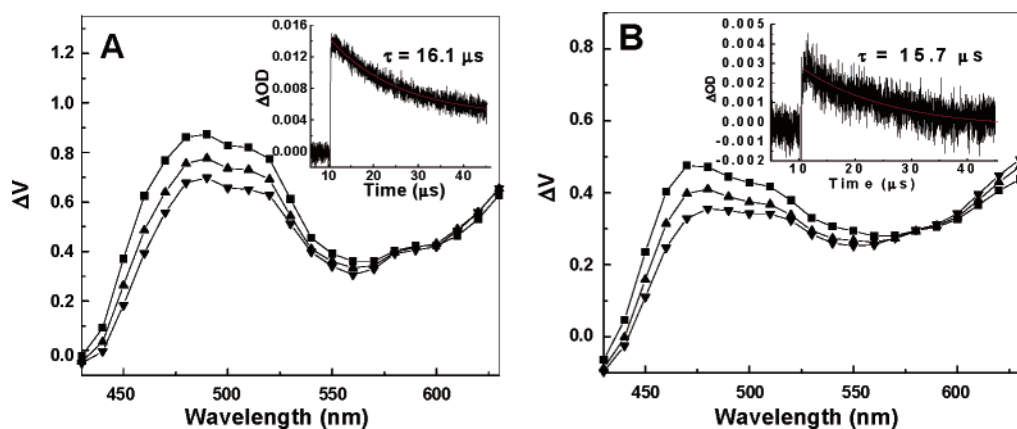 A
1.2
1.0
0.8
0.6
0.4
0.2
0.0
ΔV
450 500 550 600
Wavelength (nm)
τ = 16.1 μs
0.016
0.012
0.008
0.004
0.000
ΔOD
10 20 30 40
Time (μs)
B
0.8
0.6
0.4
0.2
0.0
ΔV
450 500 550 600
Wavelength (nm)
τ = 15.7 μs
0.005
0.004
0.003
0.002
0.001
0.000
-0.001
-0.002
ΔOD
10 20 30 40
Time (μs)